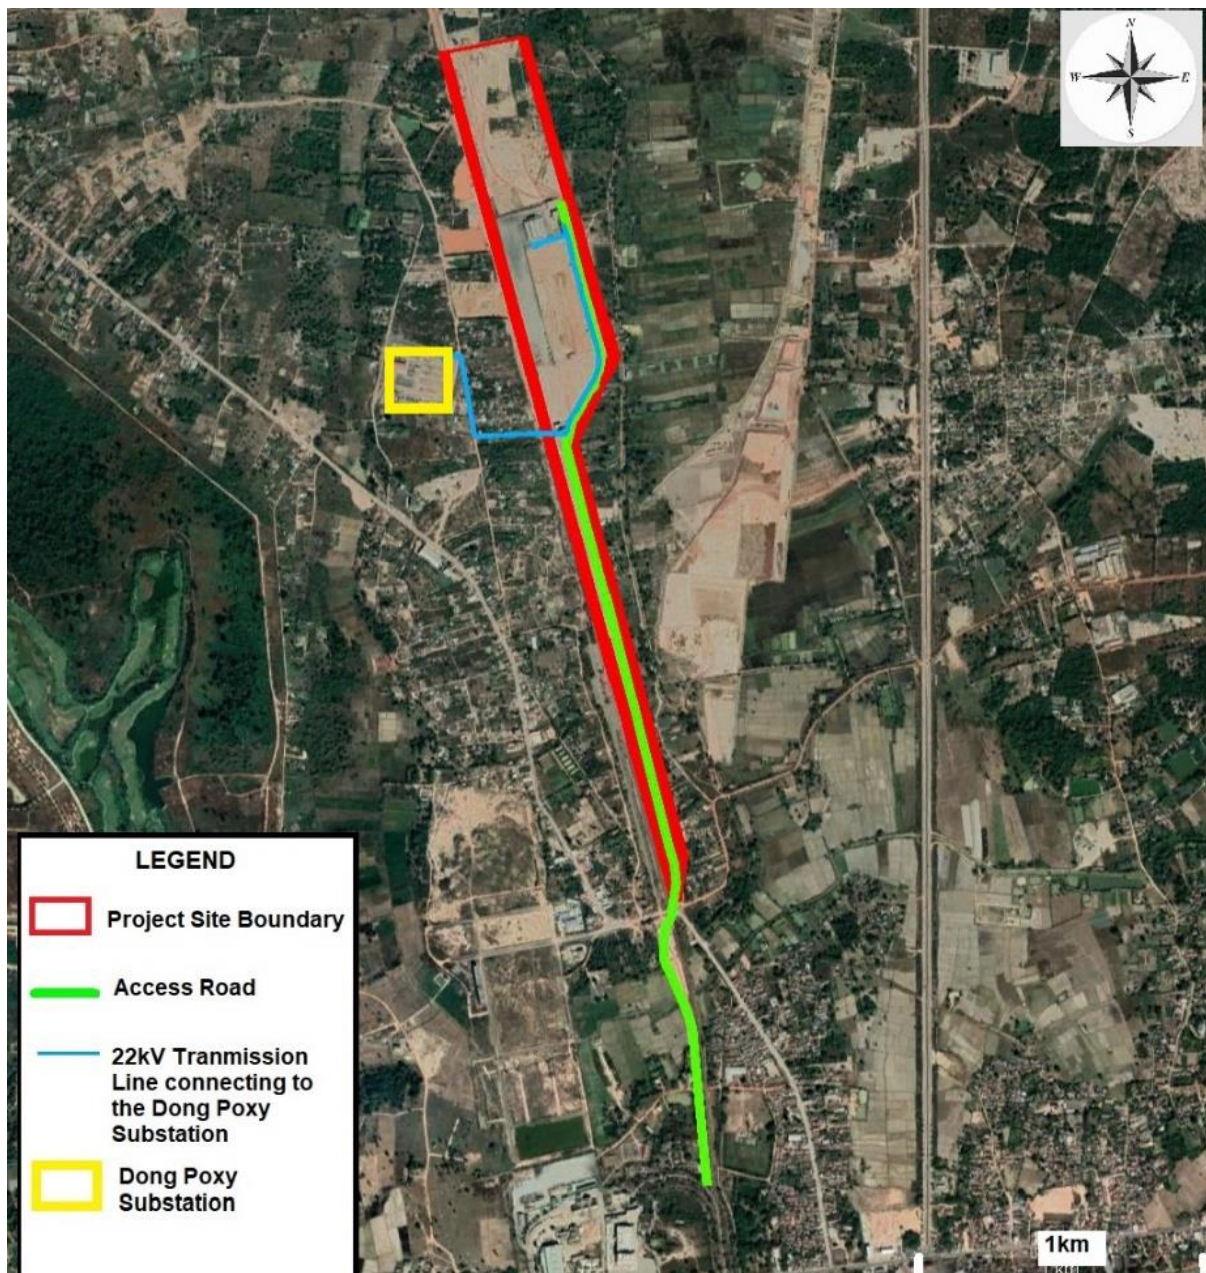 N
W E
S
LEGEND
Project Site Boundary
Access Road
22kV Tranmission
Line connecting to
the Dong Poxy
Substation
Dong Poxy
Substation
1km